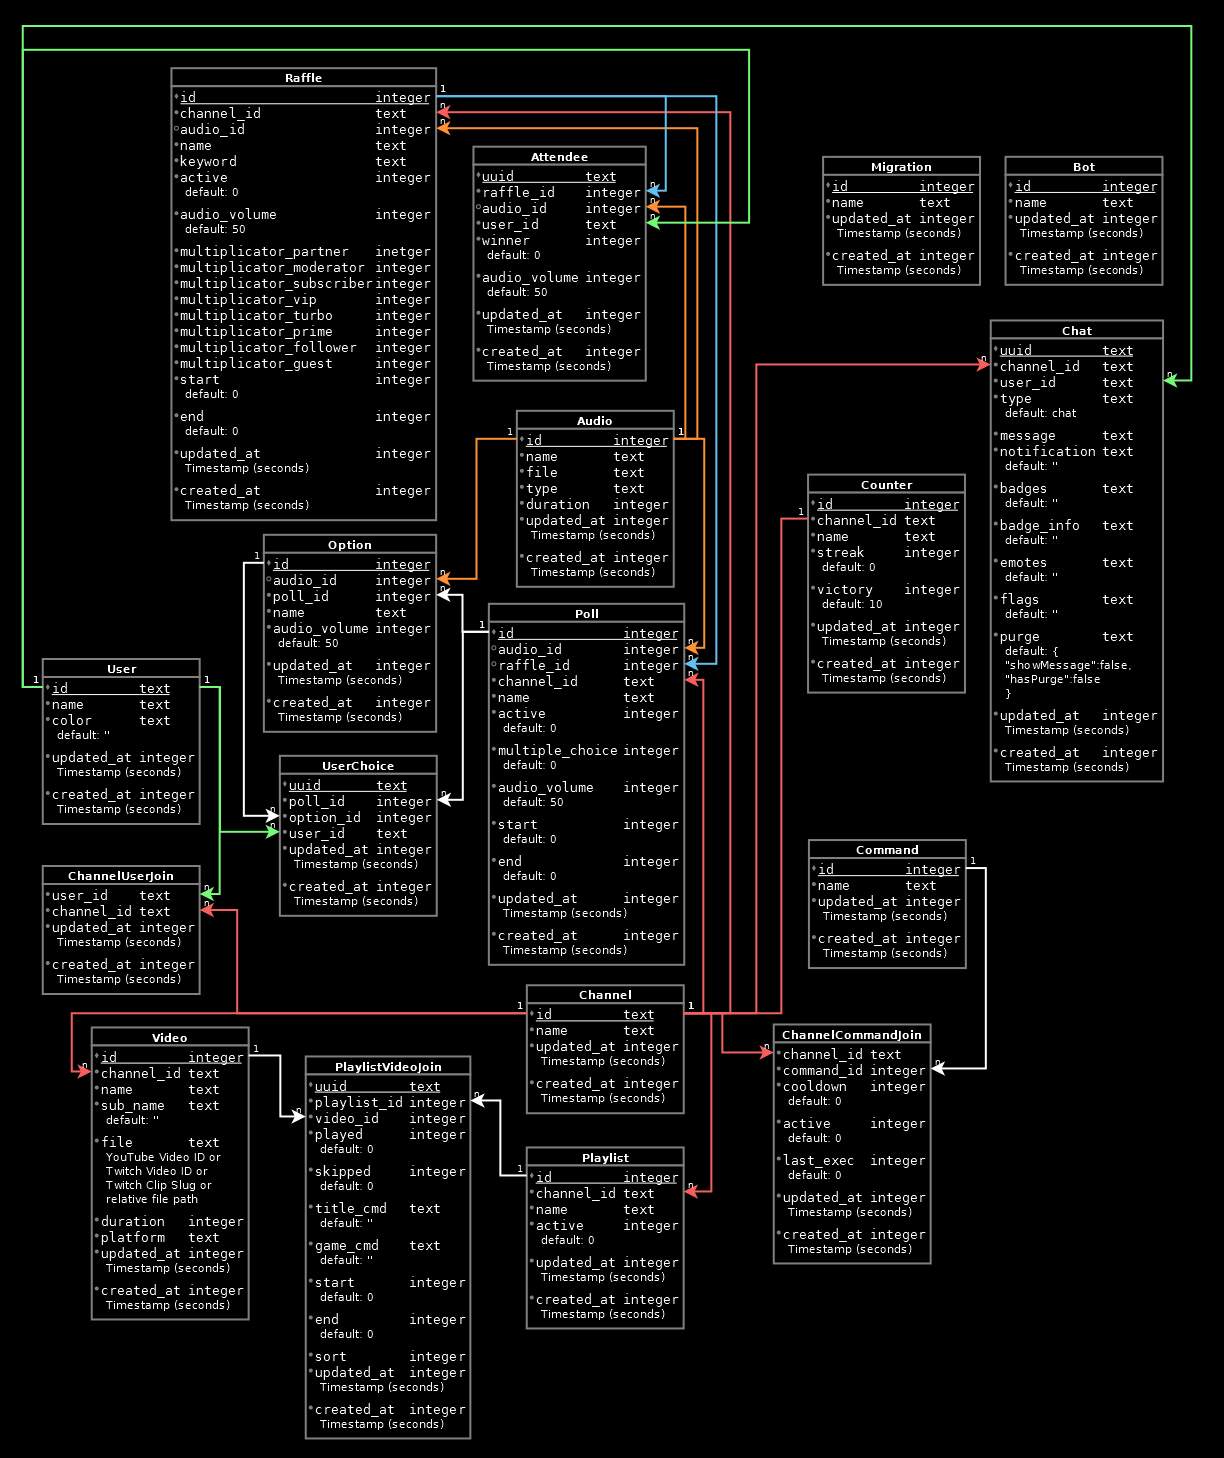 Raffle
1
id integer
n
channel_id text
n
audio_id integer
name text
keyword text
active integer
default: 0
audio_volume integer
default: 50
multiplicator_partner inetger
multiplicator_moderator integer
multiplicator_subscriber integer
multiplicator_vip integer
multiplicator_turbo integer
multiplicator_prime integer
multiplicator_follower integer
multiplicator_guest integer
start integer
default: 0
end integer
default: 0
updated_at integer
Timestamp (seconds)
created_at integer
Timestamp (seconds)
Attendee
uuid text
n
raffle_id integer
n
audio_id integer
n
user_id text
winner integer
default: 0
audio_volume integer
default: 50
updated_at integer
Timestamp (seconds)
created_at integer
Timestamp (seconds)
Migration
id integer
name text
updated_at integer
Timestamp (seconds)
created_at integer
Timestamp (seconds)
Bot
id integer
name text
updated_at integer
Timestamp (seconds)
created_at integer
Timestamp (seconds)
Chat
uuid text
n
channel_id text
n
user_id text
type text
default: chat
message text
notification text
default: ''
badges text
default: ''
badge_info text
default: ''
emotes text
default: ''
flags text
default: ''
purge text
default: {
"showMessage":false,
"hasPurge":false
}
updated_at integer
Timestamp (seconds)
created_at integer
Timestamp (seconds)
Audio
1 1
id integer
name text
file text
type text
duration integer
updated_at integer
Timestamp (seconds)
created_at integer
Timestamp (seconds)
Counter
id integer
1
channel_id text
name text
streak integer
default: 0
victory integer
default: 10
updated_at integer
Timestamp (seconds)
created_at integer
Timestamp (seconds)
Option
1
id integer
n
audio_id integer
n
poll_id integer
name text
audio_volume integer
default: 50
updated_at integer
Timestamp (seconds)
created_at integer
Timestamp (seconds)
Poll
1
id integer
n
audio_id integer
n
raffle_id integer
n
channel_id text
name text
active integer
default: 0
multiple_choice integer
default: 0
audio_volume integer
default: 50
start integer
default: 0
end integer
default: 0
updated_at integer
Timestamp (seconds)
created_at integer
Timestamp (seconds)
User
1 1
id text
name text
color text
default: ''
updated_at integer
Timestamp (seconds)
created_at integer
Timestamp (seconds)
UserChoice
uuid text
n
poll_id integer
n
option_id integer
n
user_id text
updated_at integer
Timestamp (seconds)
created_at integer
Timestamp (seconds)
Command
1
id integer
name text
updated_at integer
Timestamp (seconds)
created_at integer
Timestamp (seconds)
ChannelUserJoin
n
user_id text
n
channel_id text
updated_at integer
Timestamp (seconds)
created_at integer
Timestamp (seconds)
Channel
1 1
id text
name text
updated_at integer
Timestamp (seconds)
created_at integer
Timestamp (seconds)
Video
1
id integer
n
channel_id text
name text
sub_name text
default: ''
file text
YouTube Video ID or
Twitch Video ID or
Twitch Clip Slug or
relative file path
duration integer
platform text
updated_at integer
Timestamp (seconds)
created_at integer
Timestamp (seconds)
PlaylistVideoJoin
uuid text
n
playlist_id integer
n
video_id integer
played integer
default: 0
skipped integer
default: 0
title_cmd text
default: ''
game_cmd text
default: ''
start integer
default: 0
end integer
default: 0
sort integer
updated_at integer
Timestamp (seconds)
created_at integer
Timestamp (seconds)
Playlist
1
id integer
n
channel_id text
name text
active integer
default: 0
updated_at integer
Timestamp (seconds)
created_at integer
Timestamp (seconds)
ChannelCommandJoin
n
channel_id text
n
command_id integer
cooldown integer
default: 0
active integer
default: 0
last_exec integer
default: 0
updated_at integer
Timestamp (seconds)
created_at integer
Timestamp (seconds)